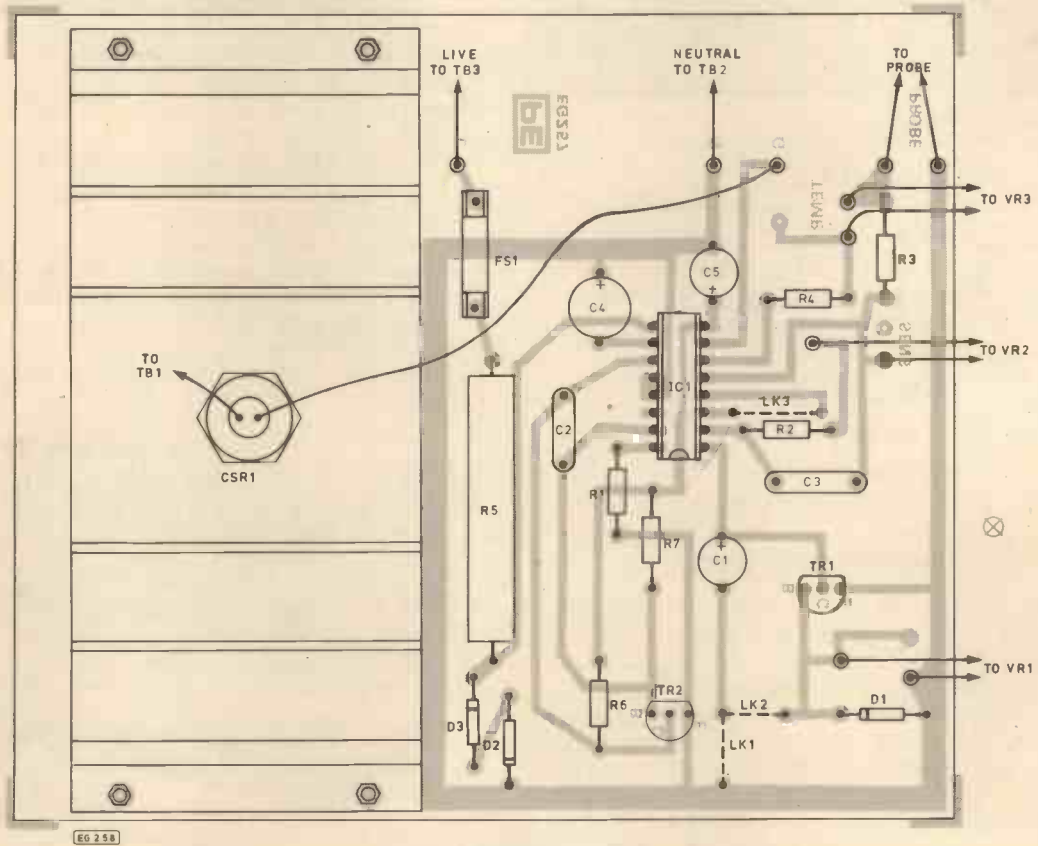 LIVE
TO TB3
NEUTRAL
TO TB2
TO
PROBE
PROBE
PE
EG257
G
TEMP
TO VR3
FS1
C5
R3
C4
R4
SENS
TO VR2
TO
TB1
IC1
LK3
R2
C2
C3
CSR1
R5
R1
R7
C1
TR1
B
C
E
TO VR1
R6
TR2
B
E
LK2
D1
D3
D2
LK1
EG 258